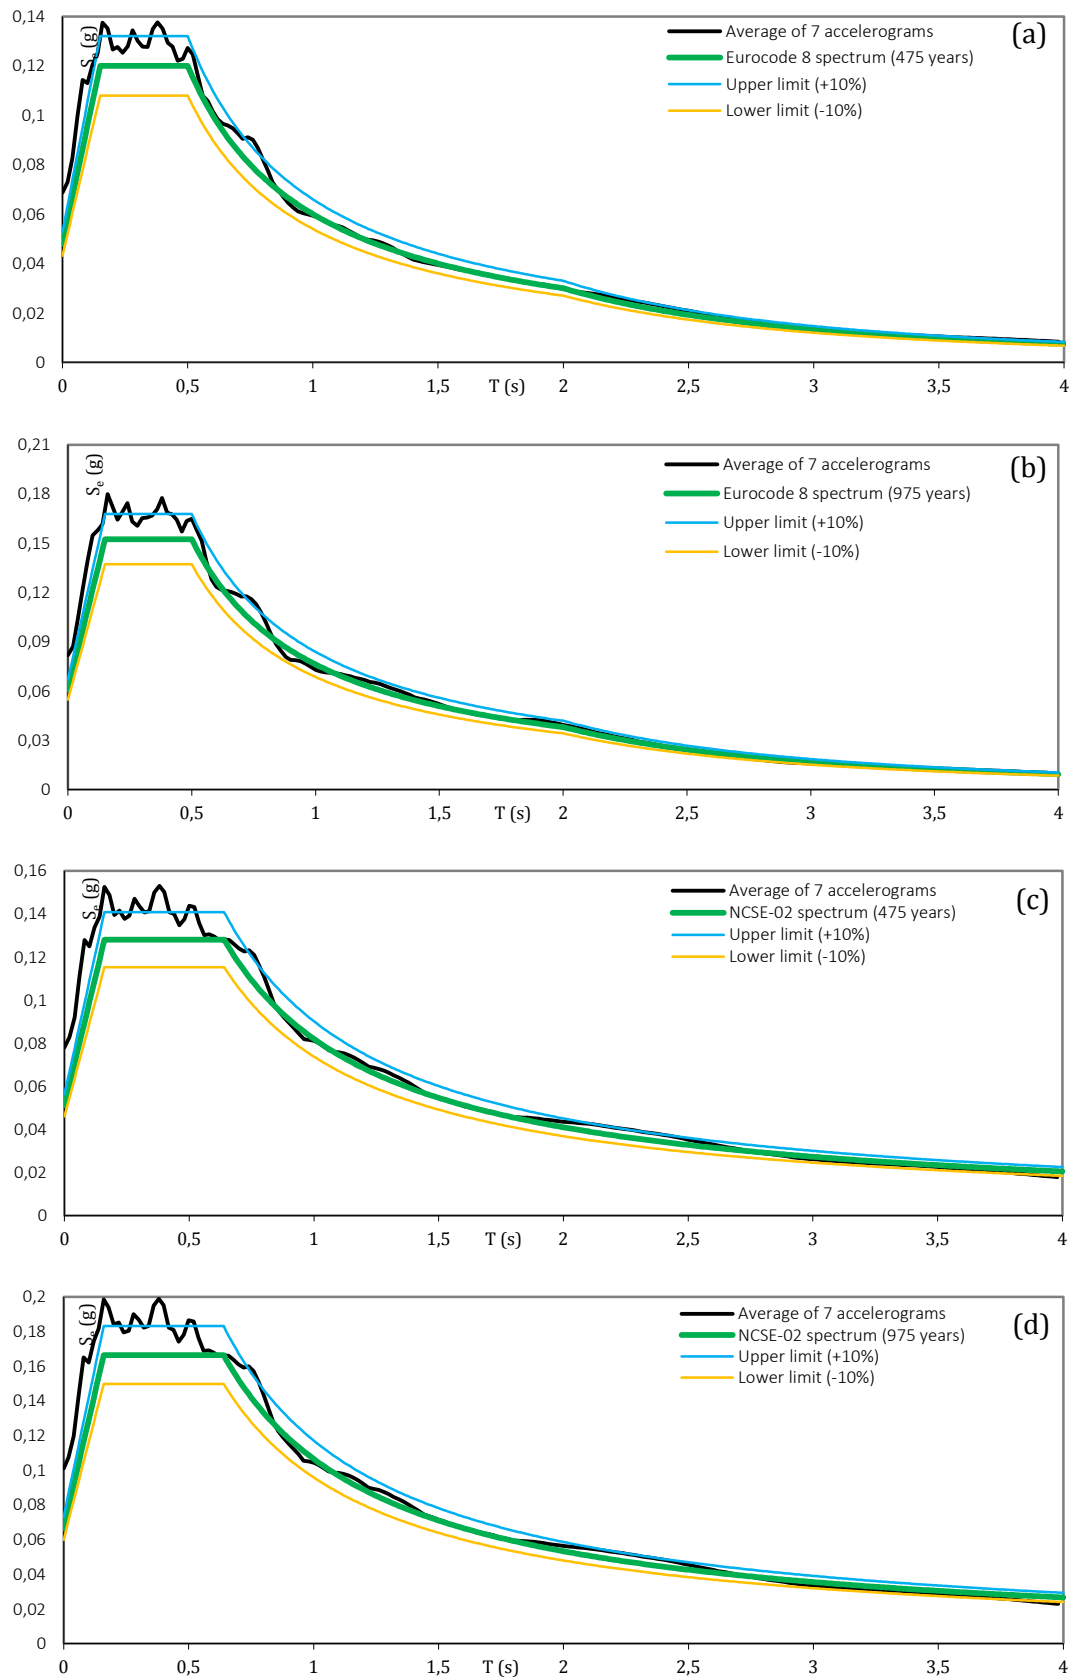 0,14
0,12
0,1
0,08
0,06
0,04
0,02
0
Se (g)
Average of 7 accelerograms
Eurocode 8 spectrum (475 years)
Upper limit (+10%)
Lower limit (-10%)
(a)
0 0,5 1 1,5 T (s) 2 2,5 3 3,5 4
0,21
0,18
0,15
0,12
0,09
0,06
0,03
0
Se (g)
Average of 7 accelerograms
Eurocode 8 spectrum (975 years)
Upper limit (+10%)
Lower limit (-10%)
(b)
0 0,5 1 1,5 T (s) 2 2,5 3 3,5 4
0,16
0,14
0,12
0,1
0,08
0,06
0,04
0,02
0
Se (g)
Average of 7 accelerograms
NCSE-02 spectrum (475 years)
Upper limit (+10%)
Lower limit (-10%)
(c)
0 0,5 1 1,5 T (s) 2 2,5 3 3,5 4
0,2
0,18
0,16
0,14
0,12
0,1
0,08
0,06
0,04
0,02
0
Se (g)
Average of 7 accelerograms
NCSE-02 spectrum (975 years)
Upper limit (+10%)
Lower limit (-10%)
(d)
0 0,5 1 1,5 T (s) 2 2,5 3 3,5 4